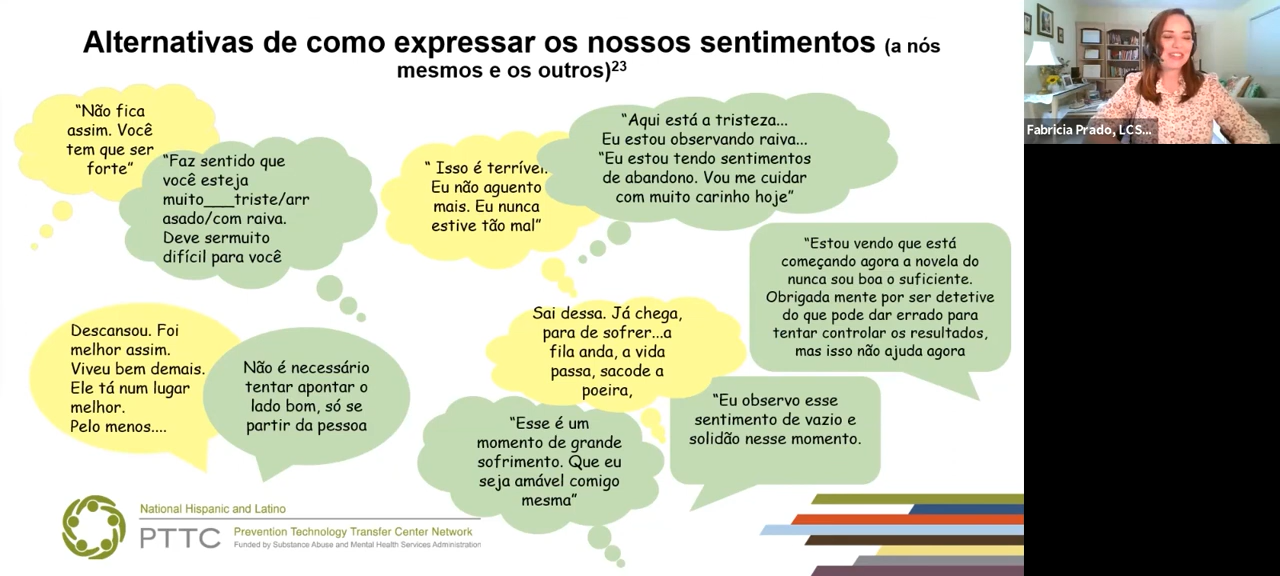 Alternativas de como expressar os nossos sentimentos (a nós
mesmos e os outros)23
“Não fica
assim. Você
tem que ser
forte”
“Faz sentido que
você esteja
muito___triste/arr
asado/com raiva.
Deve sermuito
difícil para você
“ Isso é terrível.
Eu não aguento
mais. Eu nunca
estive tão mal”
“Aqui está a tristeza...
Eu estou observando raiva...
“Eu estou tendo sentimentos
de abandono. Vou me cuidar
com muito carinho hoje”
“Estou vendo que está
começando agora a novela do
nunca sou boa o suficiente.
Obrigada mente por ser detetive
do que pode dar errado para
tentar controlar os resultados,
mas isso não ajuda agora
Descansou. Foi
melhor assim.
Viveu bem demais.
Ele tá num lugar
melhor.
Pelo menos....
Não é necessário
tentar apontar o
lado bom, só se
partir da pessoa
Sai dessa. Já chega,
para de sofrer...a
fila anda, a vida
passa, sacode a
poeira,
“Esse é um
momento de grande
sofrimento. Que eu
seja amável comigo
mesma”
“Eu observo esse
sentimento de vazio e
solidão nesse momento.
National Hispanic and Latino
PTTC
Prevention Technology Transfer Center Network
Funded by Substance Abuse and Mental Health Services Administration
Fabricia Prado, LCS...